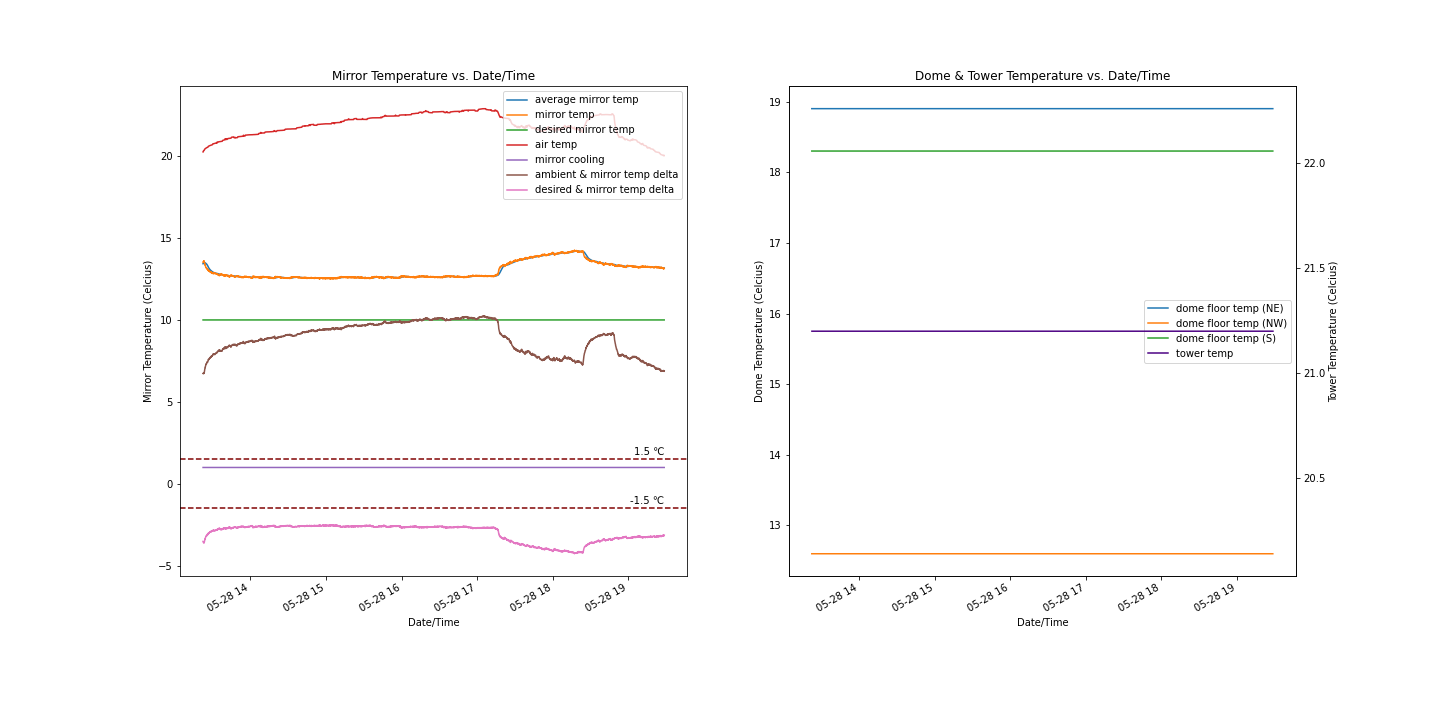 Mirror Temperature vs. Date/Time
average mirror temp
mirror temp
desired mirror temp
air temp
mirror cooling
ambient & mirror temp delta
desired & mirror temp delta
20
15
10
5
0
−5
Mirror Temperature (Celcius)
1.5 ℃
-1.5 ℃
05-28 14
05-28 15
05-28 16
05-28 17
05-28 18
05-28 19
Date/Time
Dome & Tower Temperature vs. Date/Time
19
18
17
16
15
14
13
Dome Temperature (Celcius)
dome floor temp (NE)
dome floor temp (NW)
dome floor temp (S)
tower temp
22.0
21.5
21.0
20.5
Tower Temperature (Celcius)
05-28 14
05-28 15
05-28 16
05-28 17
05-28 18
05-28 19
Date/Time